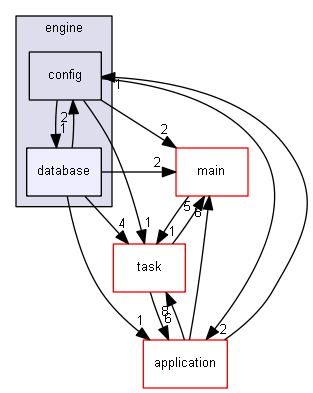 engine
config
1
2
1
2
database
2
main
4
1
5
1
6
task
1
8
6
2
application